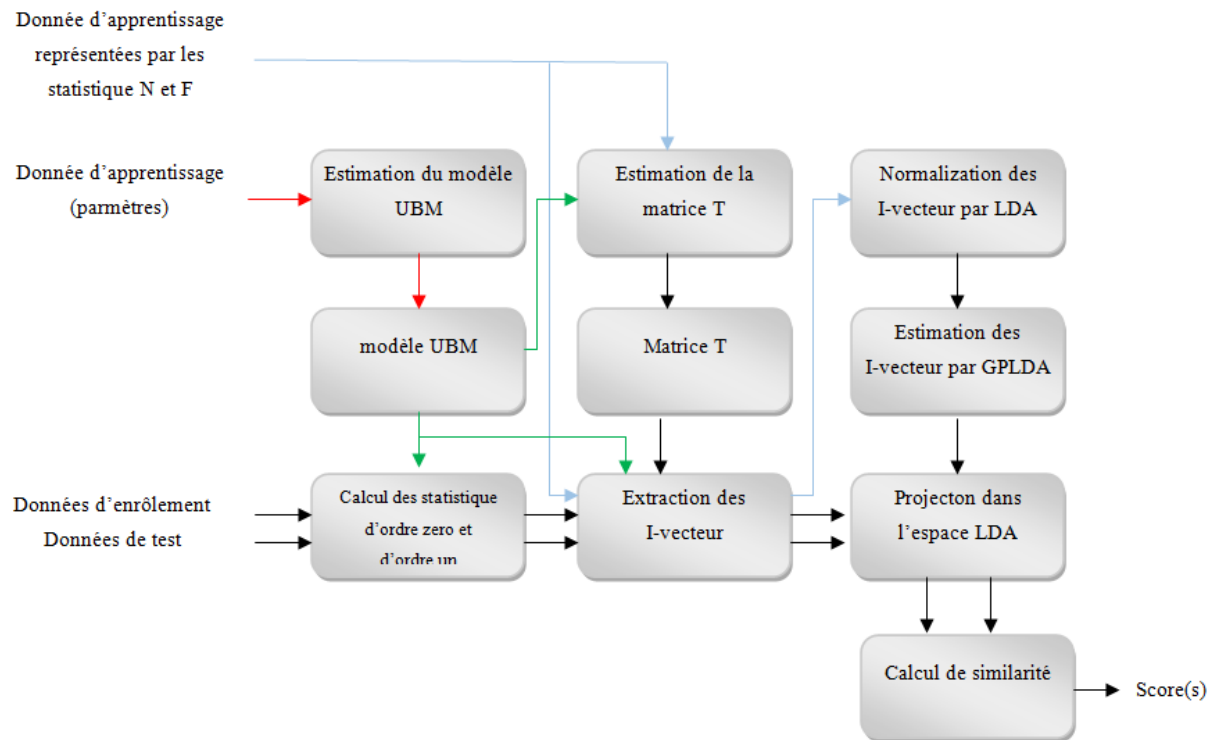 Donnée d'apprentissage
représentées par les
statistique N et F
Donnée d'apprentissage
(parmètres)
Estimation du modèle
UBM
Estimation de la
matrice T
Normalization des
I-vecteur par LDA
modèle UBM
Matrice T
Estimation des
I-vecteur par GPLDA
Données d'enrôlement
Données de test
Calcul des statistique
d'ordre zero et
d'ordre un
Extraction des
I-vecteur
Projecton dans
l'espace LDA
Calcul de similarité
Score(s)